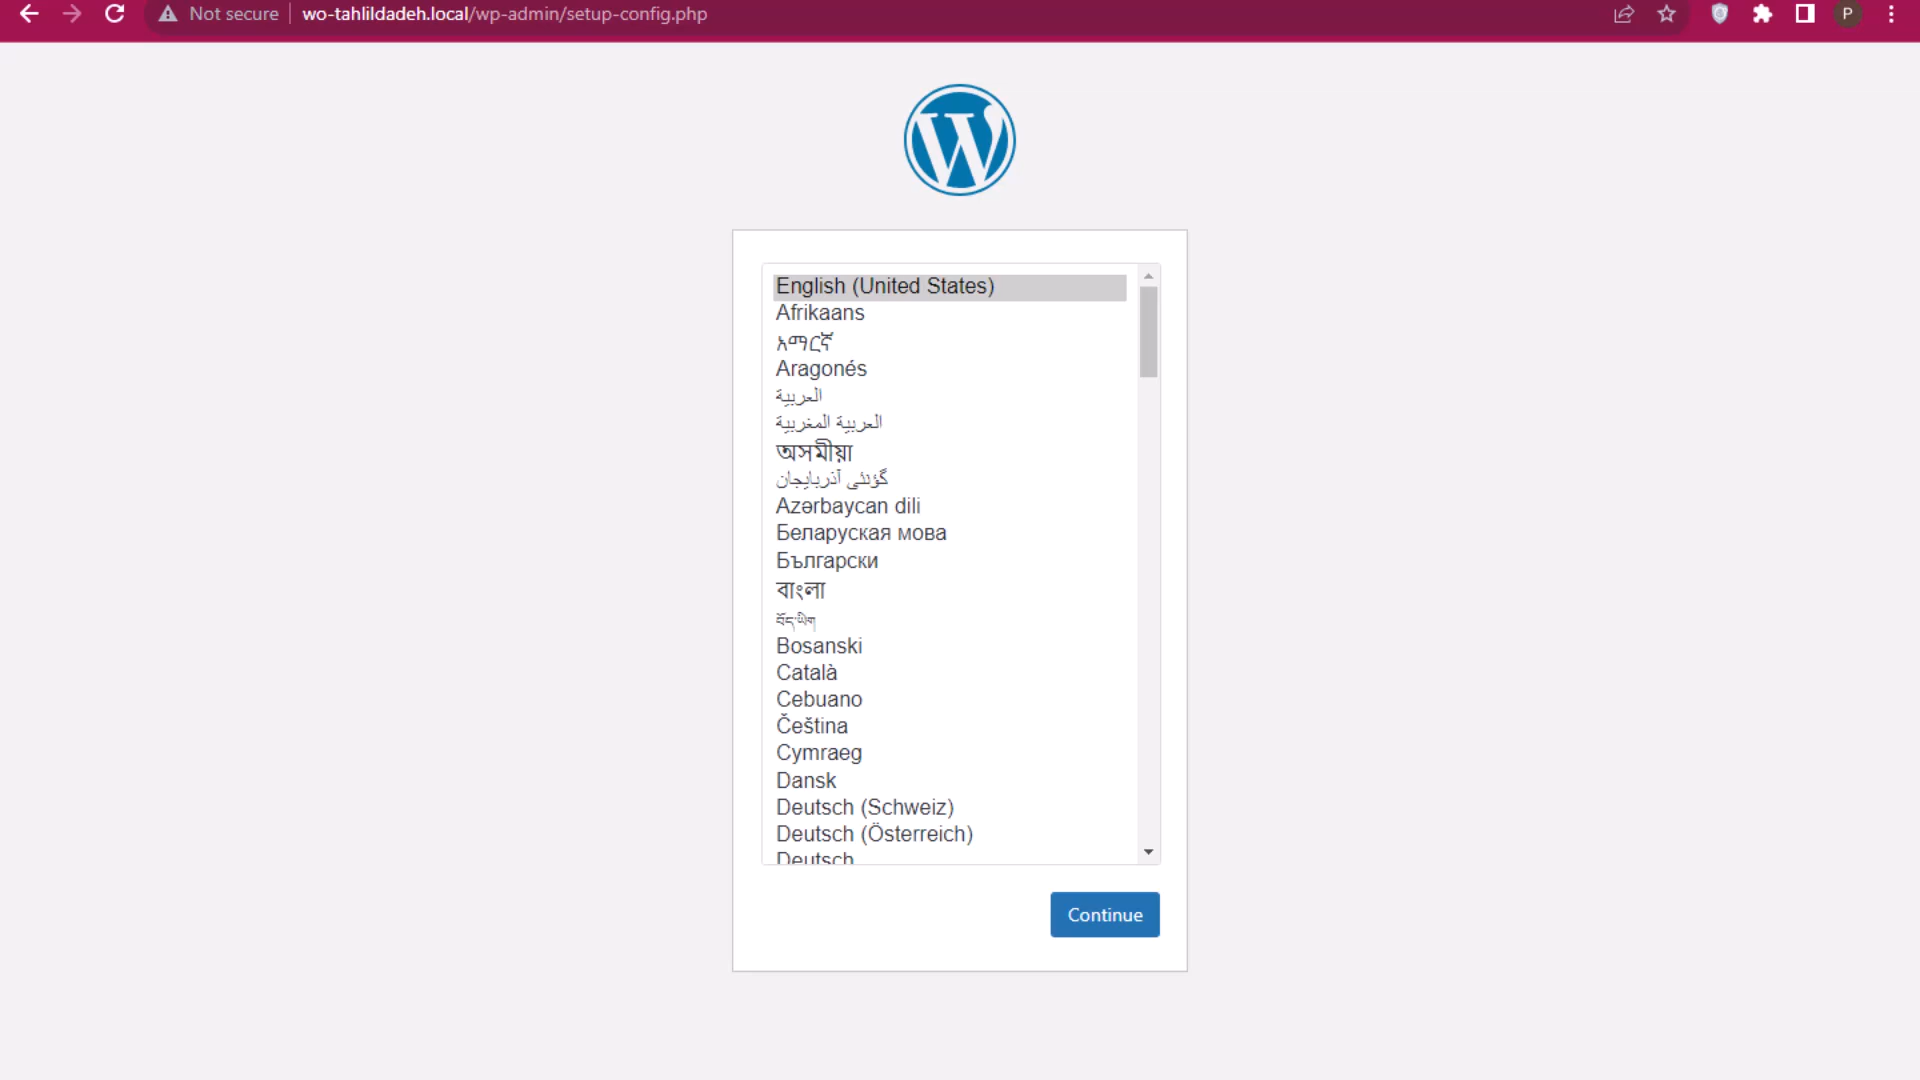 Not secure
wo-tahlildadeh.local/wp-admin/setup-config.php
P
English (United States)
Afrikaans
አማርኛ
Aragonés
العربية
العربية المغربية
অসমীয়া
گؤنئی آذربایجان
Azərbaycan dili
Беларуская мова
Български
বাংলা
བོད་ཡིག
Bosanski
Català
Cebuano
Čeština
Cymraeg
Dansk
Deutsch (Schweiz)
Deutsch (Österreich)
Deutsch
Continue